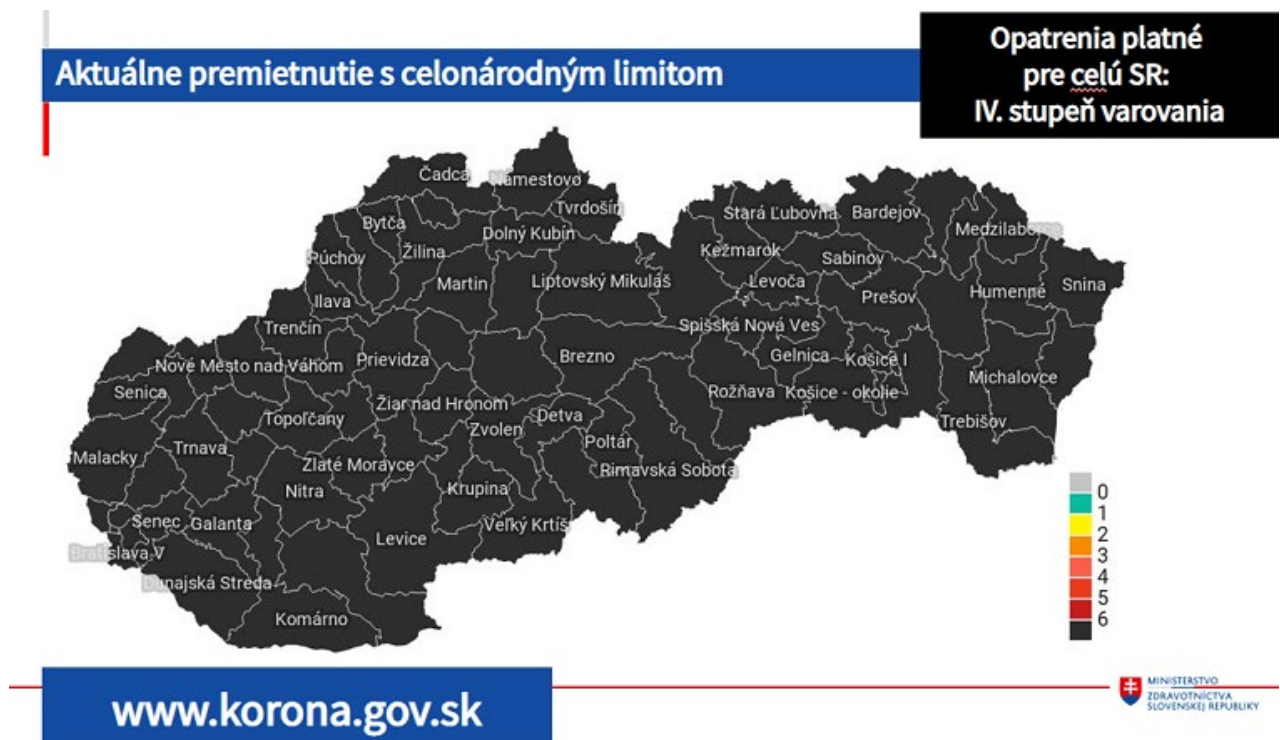 Aktuálne premietnutie s celonárodným limitom
Opatrenia platné
pre celú SR:
IV. stupeň varovania
Čadca
Námestovo
Tvrdošín
Bytča
Dolný Kubín
Púchov
Žilina
Martin
Liptovský Mikuláš
Ilava
Trenčín
Stará Ľubovňa
Bardejov
Medzilaborce
Kežmarok
Sabinov
Levoča
Prešov
Humenné
Snina
Spišská Nová Ves
Nové Mesto nad Váhom
Prievidza
Brezno
Gelnica
Košice I
Michalovce
Senica
Rožňava
Košice - okolie
Topoľčany
Žiar nad Hronom
Detva
Zvolen
Poltár
Trebišov
Malacky
Trnava
Zlaté Moravce
Nitra
Krupina
Rimavská Sobota
Senec
Galanta
Levice
Veľký Krtíš
Bratislava V
Dunajská Streda
Komárno
0
1
2
3
4
5
6
www.korona.gov.sk
MINISTERSTVO
ZDRAVOTNÍCTVA
SLOVENSKEJ REPUBLIKY